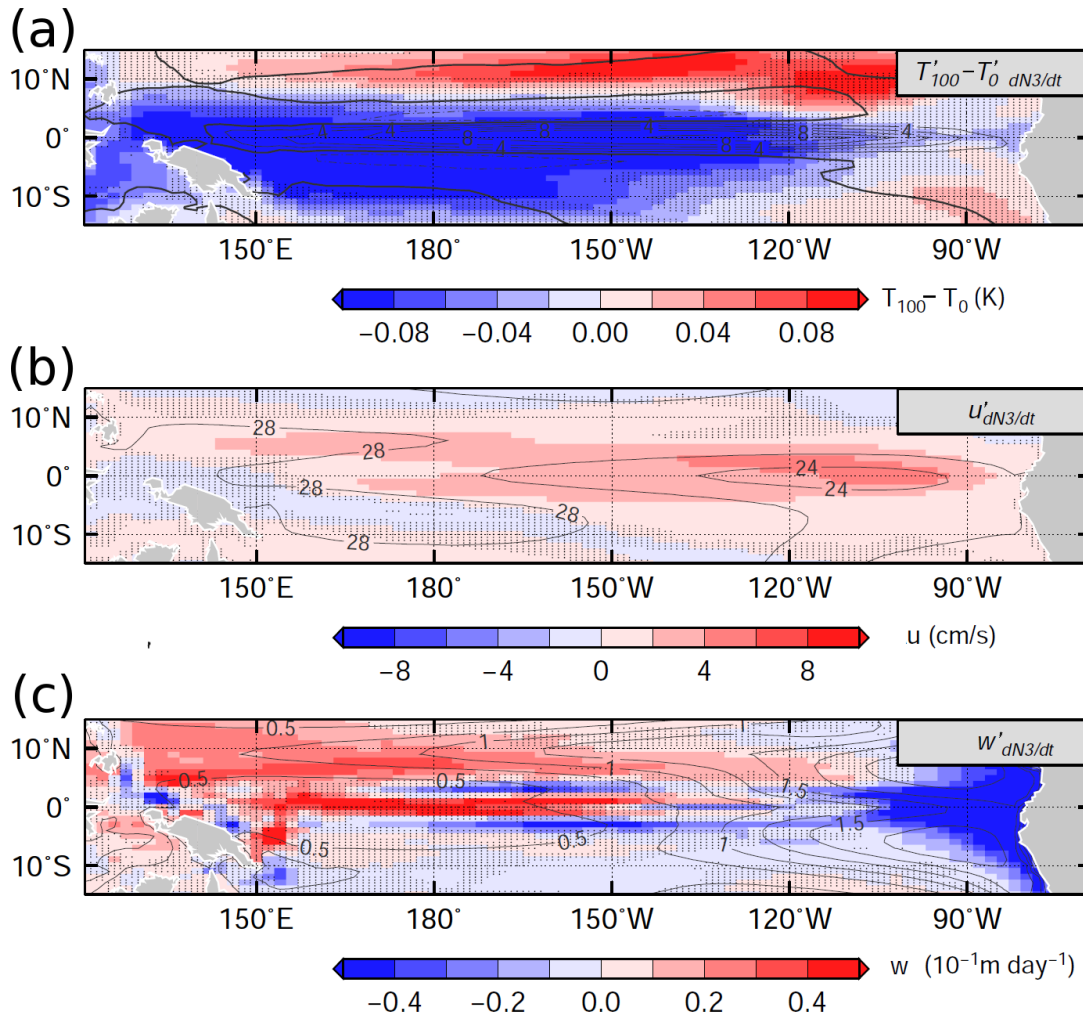 (a)
T'100−T'0 dN3/dt
10°N
0°
10°S
4 4 8 4 8 4
4 8 4
150°E 180° 150°W 120°W 90°W
T100− T0 (K)
−0.08 −0.04 0.00 0.04 0.08
(b)
u'dN3/dt
10°N
0°
10°S
28
28
28
28
28
24
24
150°E 180° 150°W 120°W 90°W
u (cm/s)
−8 −4 0 4 8
(c)
w'dN3/dt
10°N
0°
10°S
0.5 1
1
0.5 0.5 1 1.5
0.5 0.5 1 1.5
150°E 180° 150°W 120°W 90°W
w (10−1m day−1)
−0.4 −0.2 0.0 0.2 0.4